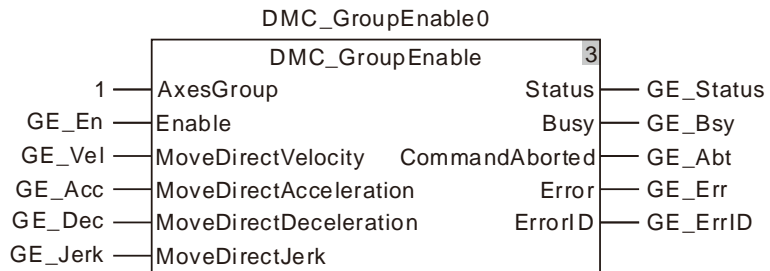 DMC_GroupEnable0
DMC_GroupEnable 3
1 AxesGroup Status GE_Status
GE_En Enable Busy GE_Bsy
GE_Vel MoveDirectVelocity CommandAborted GE_Abt
GE_Acc MoveDirectAcceleration Error GE_Err
GE_Dec MoveDirectDeceleration ErrorID GE_ErrID
GE_Jerk MoveDirectJerk